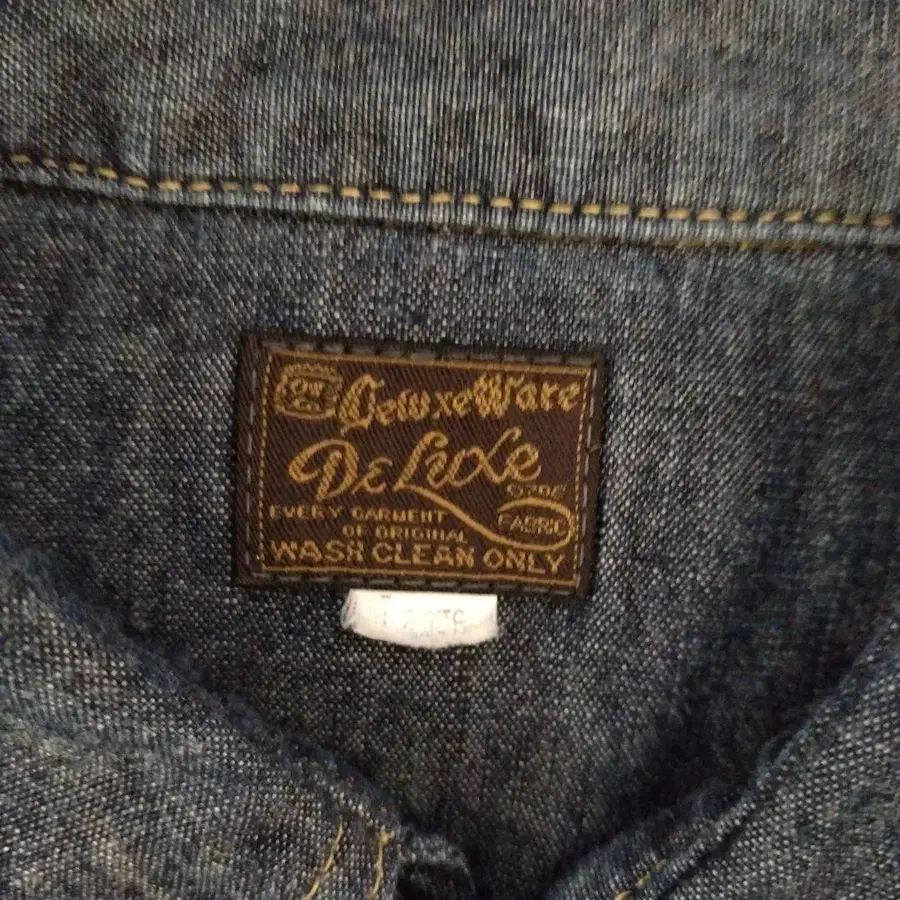 DeluxeWare
DeLuxe
EVERY GARMENT
FABRIC
OF ORIGINAL
WASH CLEAN ONLY